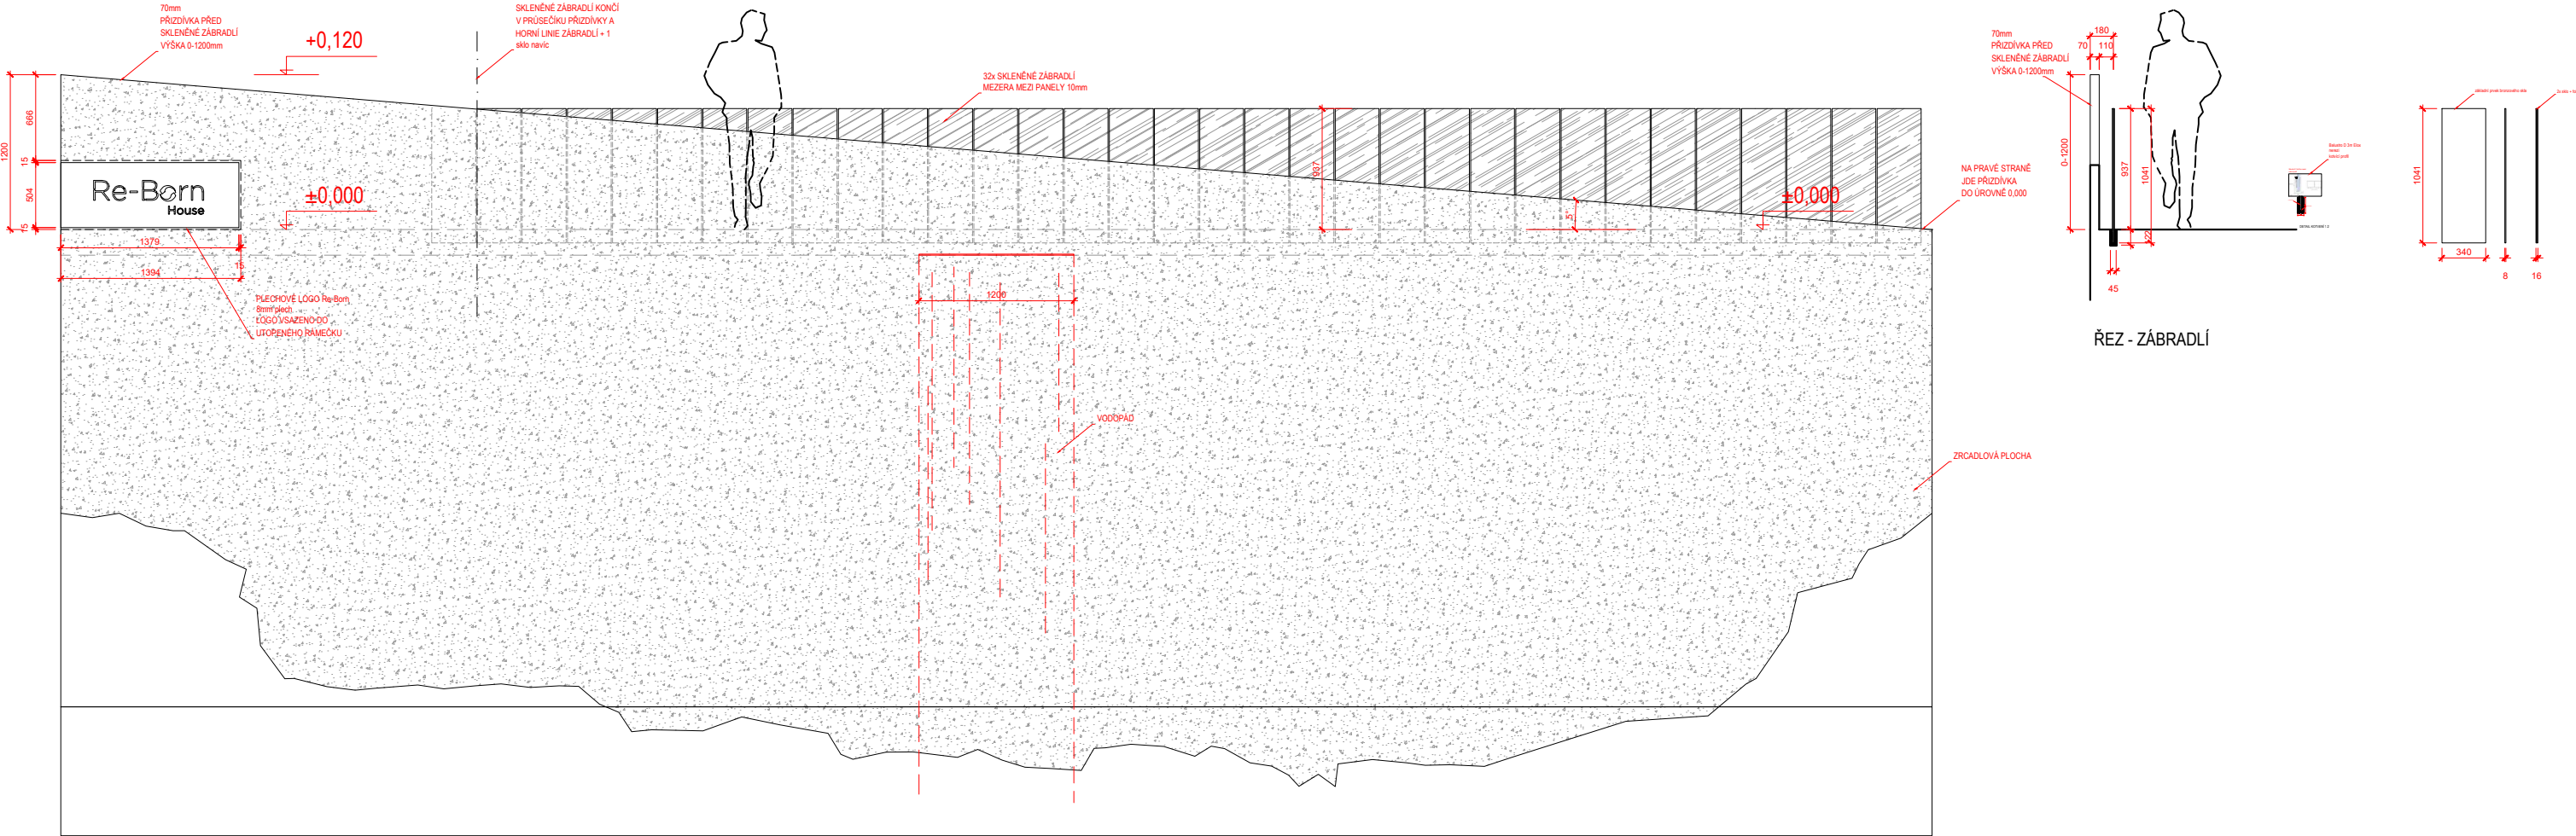 70mm
PŘIZDÍVKA PŘED
SKLENĚNÉ ZÁBRADLÍ
VÝŠKA 0-1200mm
+0,120
SKLENĚNÉ ZÁBRADLÍ KONČÍ
V PRŮSEČÍKU PŘIZDÍVKY A
HORNÍ LINIE ZÁBRADLÍ + 1
sklo navíc
32x SKLENĚNÉ ZÁBRADLÍ
MEZERA MEZI PANELY 10mm
1200
666
15
504
15
Re-Born
House
±0,000
1379
15
1394
PLECHOVÉ LOGO Re-Born
8mm plech
LOGO VSAZENO DO
UTOPENÉHO RÁMEČKU
937
5°
±0,000
NA PRAVÉ STRANĚ
JDE PŘIZDÍVKA
DO ÚROVNĚ 0,000
1200
VODOPÁD
ZRCADLOVÁ PLOCHA
70mm
PŘIZDÍVKA PŘED
SKLENĚNÉ ZÁBRADLÍ
VÝŠKA 0-1200mm
180
70
110
0-1200
937
1041
22
45
ŘEZ - ZÁBRADLÍ
1041
340
8
16